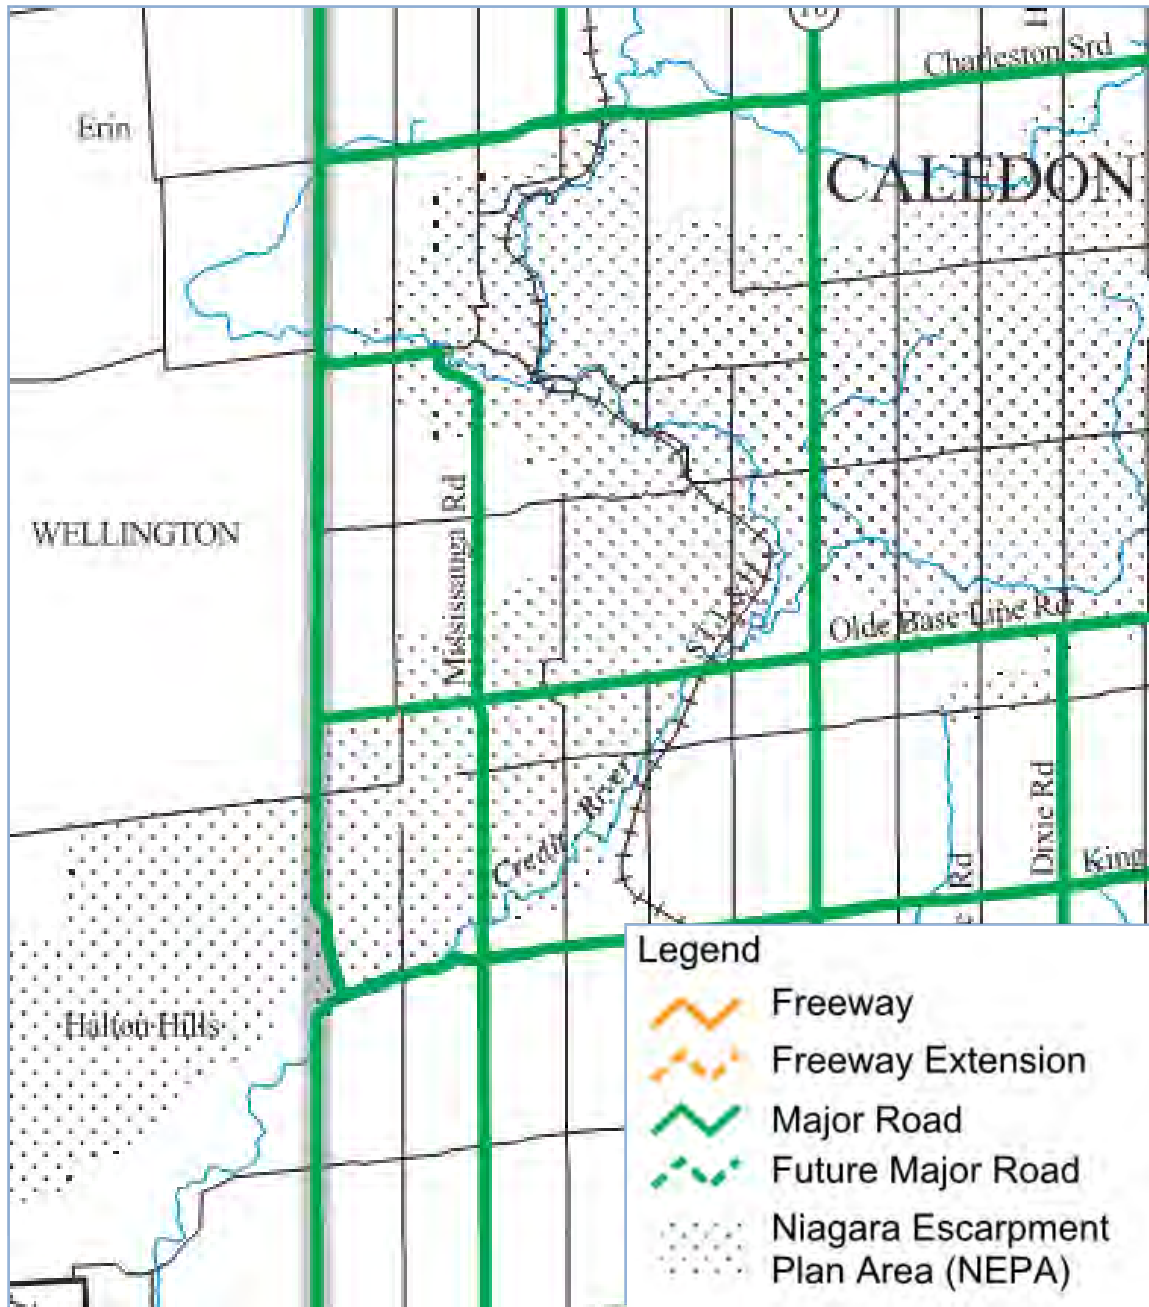 Charleston Srd
Erin
CALEDON
WELLINGTON
Mississauga Rd
Olde Base Line Rd
Credit River
Dixie Rd
Rd
King
Halton Hills
Legend
Freeway
Freeway Extension
Major Road
Future Major Road
Niagara Escarpment
Plan Area (NEPA)